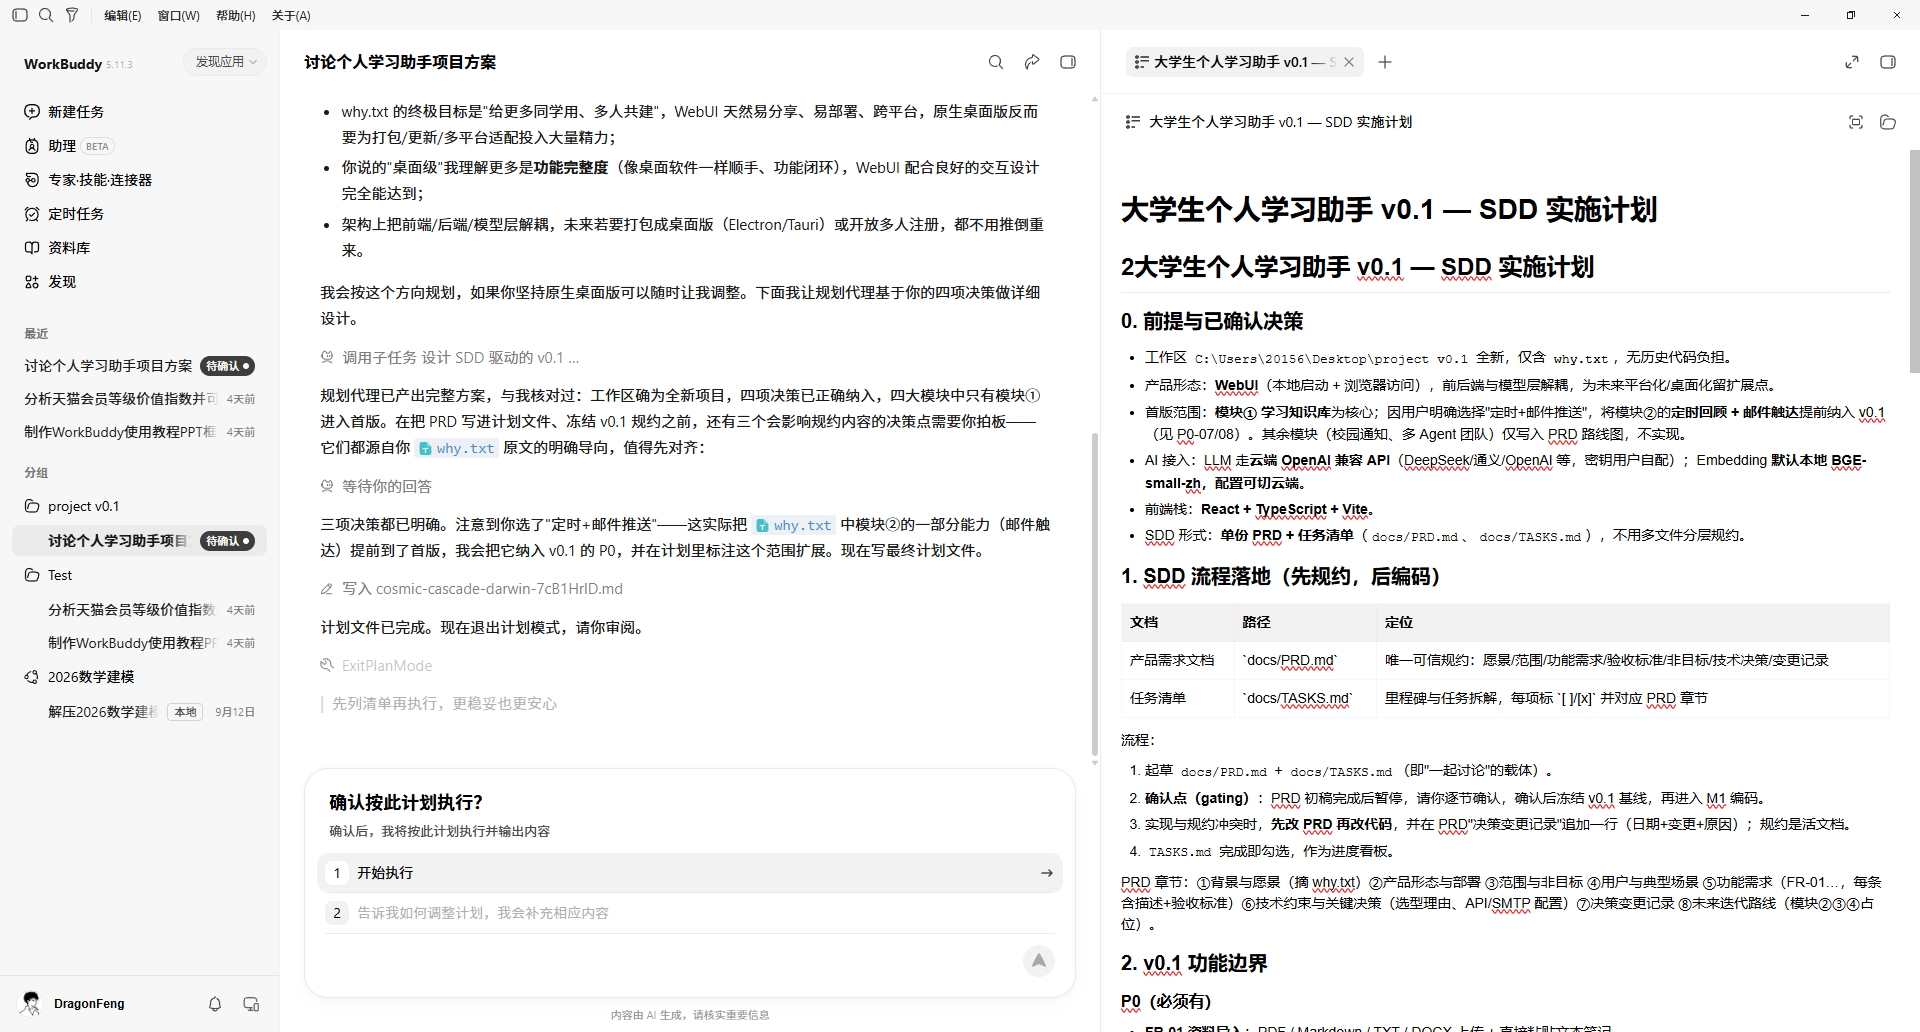 编辑(E) 窗口(W) 帮助(H) 关于(A)
WorkBuddy 5.11.3 发现应用
新建任务
助理 BETA
专家·技能·连接器
定时任务
资料库
发现
最近
讨论个人学习助手项目方案 待确认
分析天猫会员等级价值指数并可 4天前
制作WorkBuddy使用教程PPT框 4天前
分组
project v0.1
讨论个人学习助手项目 待确认
Test
分析天猫会员等级价值指数 4天前
制作WorkBuddy使用教程PP 4天前
2026数学建模
解压2026数学建模 本地 9月12日
DragonFeng
讨论个人学习助手项目方案
why.txt 的终极目标是"给更多同学用、多人共建"，WebUI 天然易分享、易部署、跨平台，原生桌面版反而
要为打包/更新/多平台适配投入大量精力；
你说的"桌面级"我理解更多是功能完整度（像桌面软件一样顺手、功能闭环），WebUI 配合良好的交互设计
完全能达到；
架构上把前端/后端/模型层解耦，未来若要打包成桌面版（Electron/Tauri）或开放多人注册，都不用推倒重
来。
我会按这个方向规划，如果你坚持原生桌面版可以随时让我调整。下面我让规划代理基于你的四项决策做详细
设计。
调用子任务 设计 SDD 驱动的 v0.1 ...
规划代理已产出完整方案，与我核对过：工作区确为全新项目，四项决策已正确纳入，四大模块中只有模块①
进入首版。在把 PRD 写进计划文件、冻结 v0.1 规约之前，还有三个会影响规约内容的决策点需要你拍板——
它们都源自你 why.txt 原文的明确导向，值得先对齐：
等待你的回答
三项决策都已明确。注意到你选了"定时+邮件推送"——这实际把 why.txt 中模块②的一部分能力（邮件触
达）提前到了首版，我会把它纳入 v0.1 的 P0，并在计划里标注这个范围扩展。现在写最终计划文件。
写入 cosmic-cascade-darwin-7cB1HrID.md
计划文件已完成。现在退出计划模式，请你审阅。
ExitPlanMode
先列清单再执行，更稳妥也更安心
确认按此计划执行？
确认后，我将按此计划执行并输出内容
1 开始执行
2 告诉我如何调整计划，我会补充相应内容
内容由 AI 生成，请核实重要信息
大学生个人学习助手 v0.1 — S
大学生个人学习助手 v0.1 — SDD 实施计划
大学生个人学习助手 v0.1 — SDD 实施计划
2大学生个人学习助手 v0.1 — SDD 实施计划
0. 前提与已确认决策
工作区 C:\Users\20156\Desktop\project v0.1 全新，仅含 why.txt ，无历史代码负担。
产品形态：WebUI（本地启动 + 浏览器访问），前后端与模型层解耦，为未来平台化/桌面化留扩展点。
首版范围：模块① 学习知识库为核心；因用户明确选择"定时+邮件推送"，将模块②的定时回顾 + 邮件触达提前纳入 v0.1
（见 P0-07/08）。其余模块（校园通知、多 Agent 团队）仅写入 PRD 路线图，不实现。
AI 接入：LLM 走云端 OpenAI 兼容 API（DeepSeek/通义/OpenAI 等，密钥用户自配）；Embedding 默认本地 BGE-
small-zh，配置可切云端。
前端栈：React + TypeScript + Vite。
SDD 形式：单份 PRD + 任务清单（ docs/PRD.md 、 docs/TASKS.md ），不用多文件分层规约。
1. SDD 流程落地（先规约，后编码）
文档 路径 定位
产品需求文档 `docs/PRD.md` 唯一可信规约：愿景/范围/功能需求/验收标准/非目标/技术决策/变更记录
任务清单 `docs/TASKS.md` 里程碑与任务拆解，每项标 `[ ]/[x]` 并对应 PRD 章节
流程：
1. 起草 docs/PRD.md + docs/TASKS.md （即"一起讨论"的载体）。
2. 确认点（gating）：PRD 初稿完成后暂停，请你逐节确认，确认后冻结 v0.1 基线，再进入 M1 编码。
3. 实现与规约冲突时，先改 PRD 再改代码，并在 PRD"决策变更记录"追加一行（日期+变更+原因）；规约是活文档。
4. TASKS.md 完成即勾选，作为进度看板。
PRD 章节：①背景与愿景（摘 why.txt）②产品形态与部署 ③范围与非目标 ④用户与典型场景 ⑤功能需求（FR-01…，每条
含描述+验收标准）⑥技术约束与关键决策（选型理由、API/SMTP 配置）⑦决策变更记录 ⑧未来迭代路线（模块②③④占
位）。
2. v0.1 功能边界
P0（必须有）
FR-01 资料导入：PDF / Markdown / TXT / DOCX 上传 + 直接粘贴文本笔记